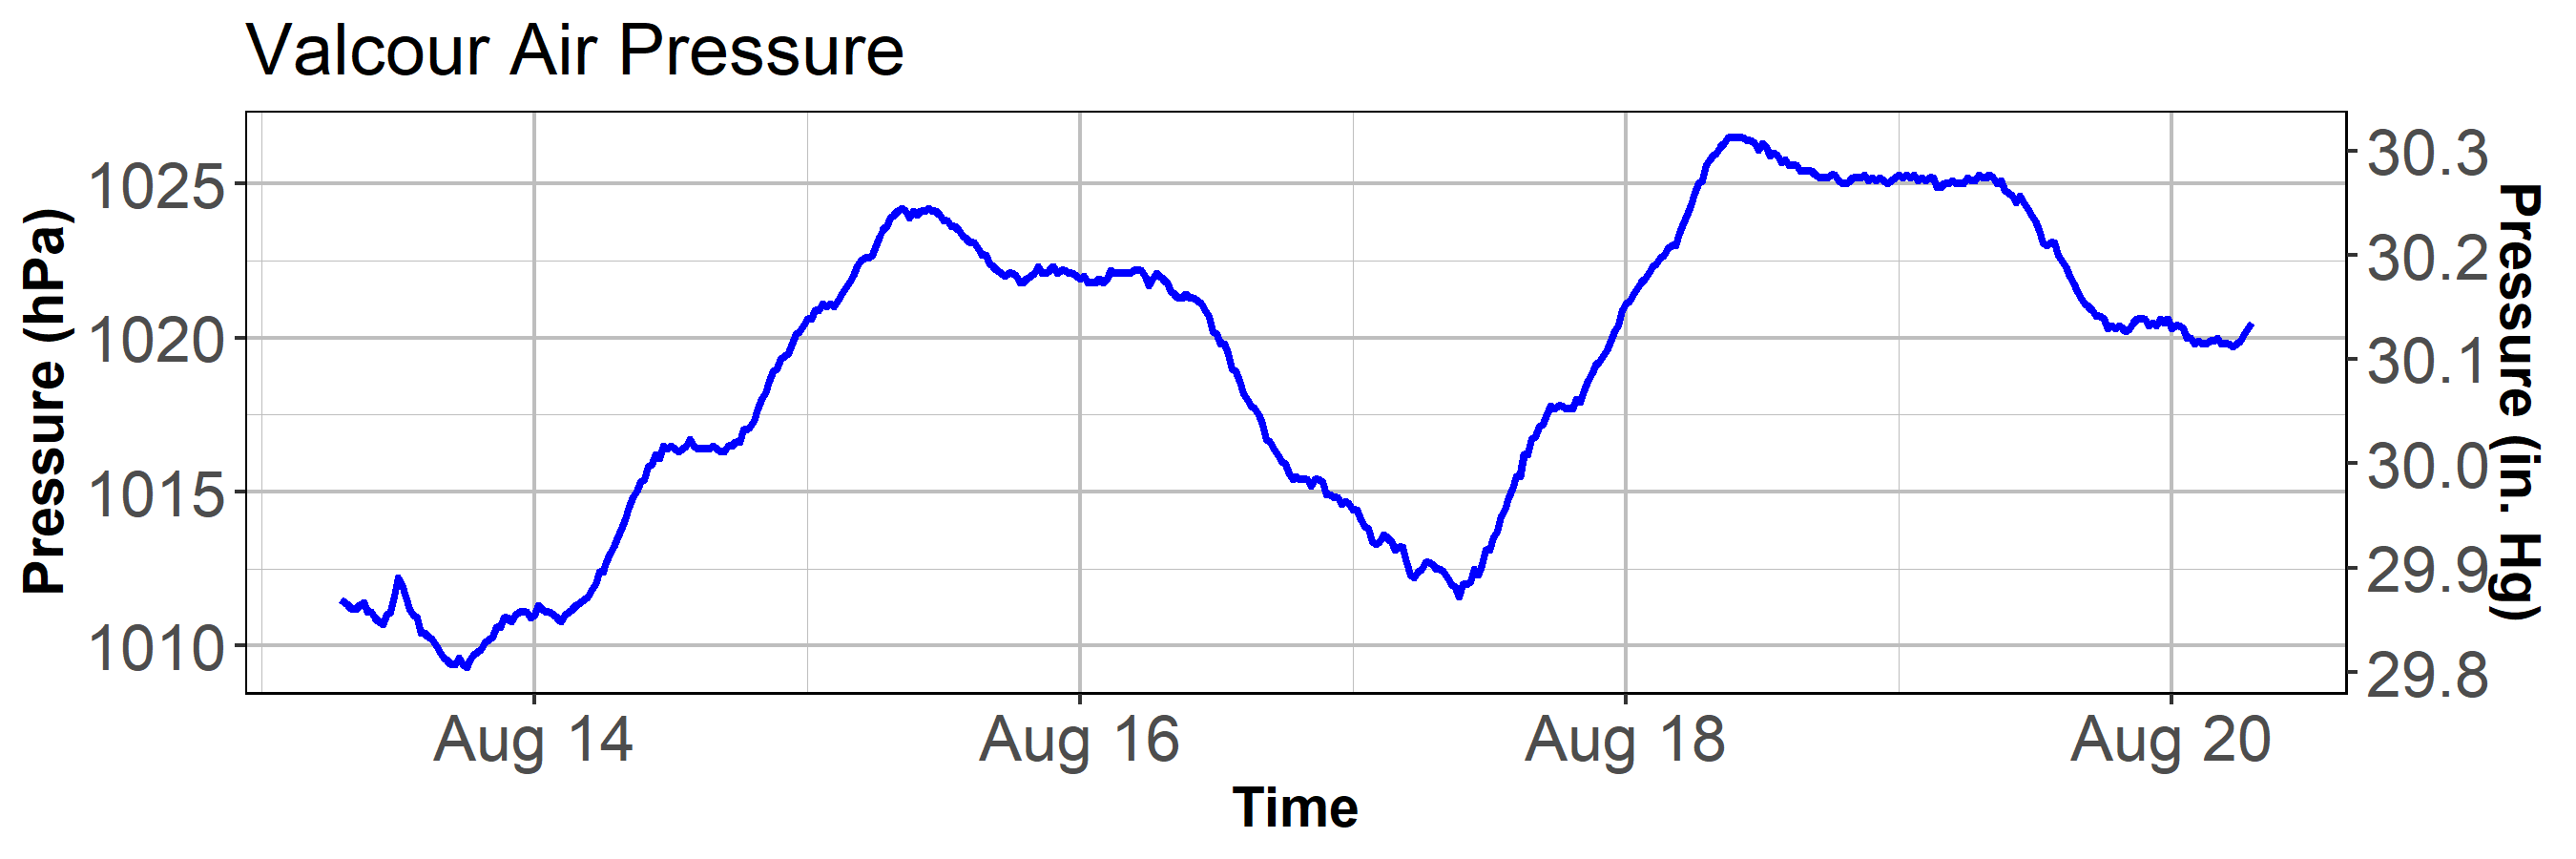 Valcour Air Pressure
Pressure (hPa)
1025
1020
1015
1010
30.3
30.2
30.1
30.0
29.9
29.8
Pressure (in. Hg)
Aug 14
Aug 16
Aug 18
Aug 20
Time